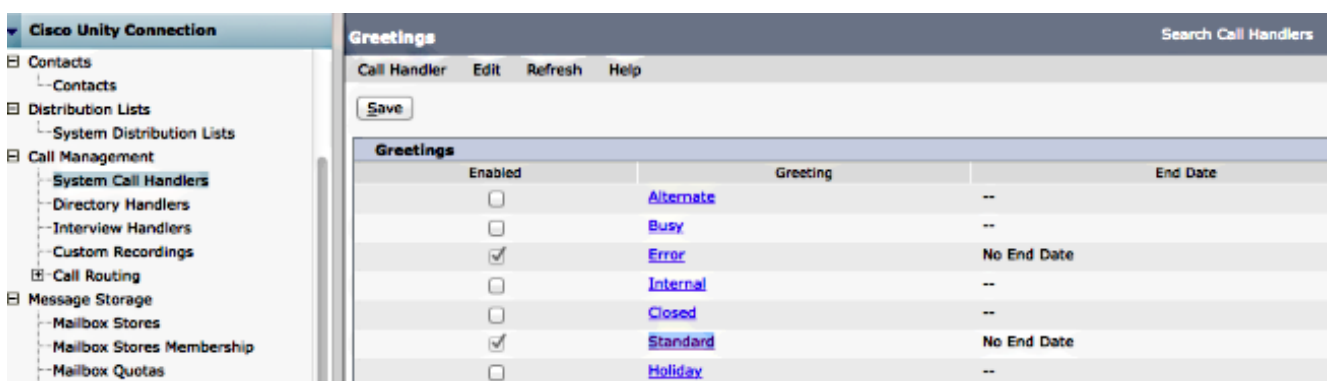 Cisco Unity Connection
Contacts
Contacts
Distribution Lists
System Distribution Lists
Call Management
System Call Handlers
Directory Handlers
Interview Handlers
Custom Recordings
Call Routing
Message Storage
Mailbox Stores
Mailbox Stores Membership
Mailbox Quotas
Greetings Search Call Handlers
Call Handler Edit Refresh Help
Save
Greetings
Enabled Greeting End Date
Alternate --
Busy --
Error No End Date
Internal --
Closed --
Standard No End Date
Holiday --